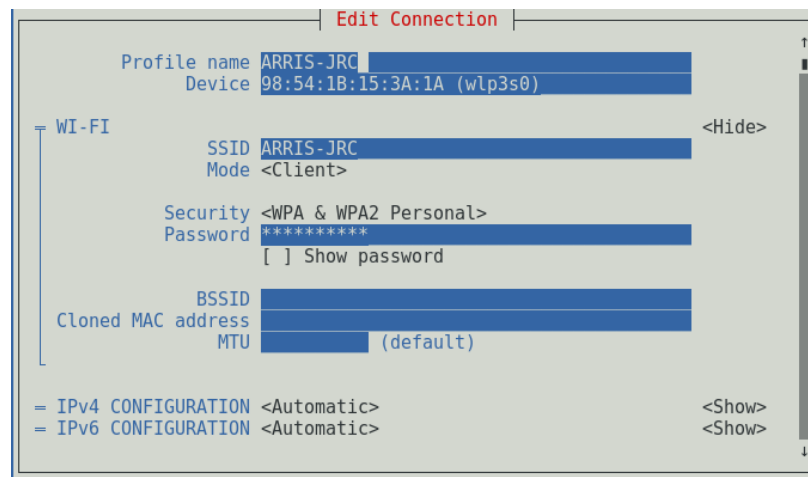 Edit Connection
Profile name ARRIS-JRC
Device 98:54:1B:15:3A:1A (wlp3s0)
WI-FI <Hide>
SSID ARRIS-JRC
Mode <Client>
Security <WPA & WPA2 Personal>
Password **********
[ ] Show password
BSSID
Cloned MAC address
MTU (default)
= IPv4 CONFIGURATION <Automatic> <Show>
= IPv6 CONFIGURATION <Automatic> <Show>